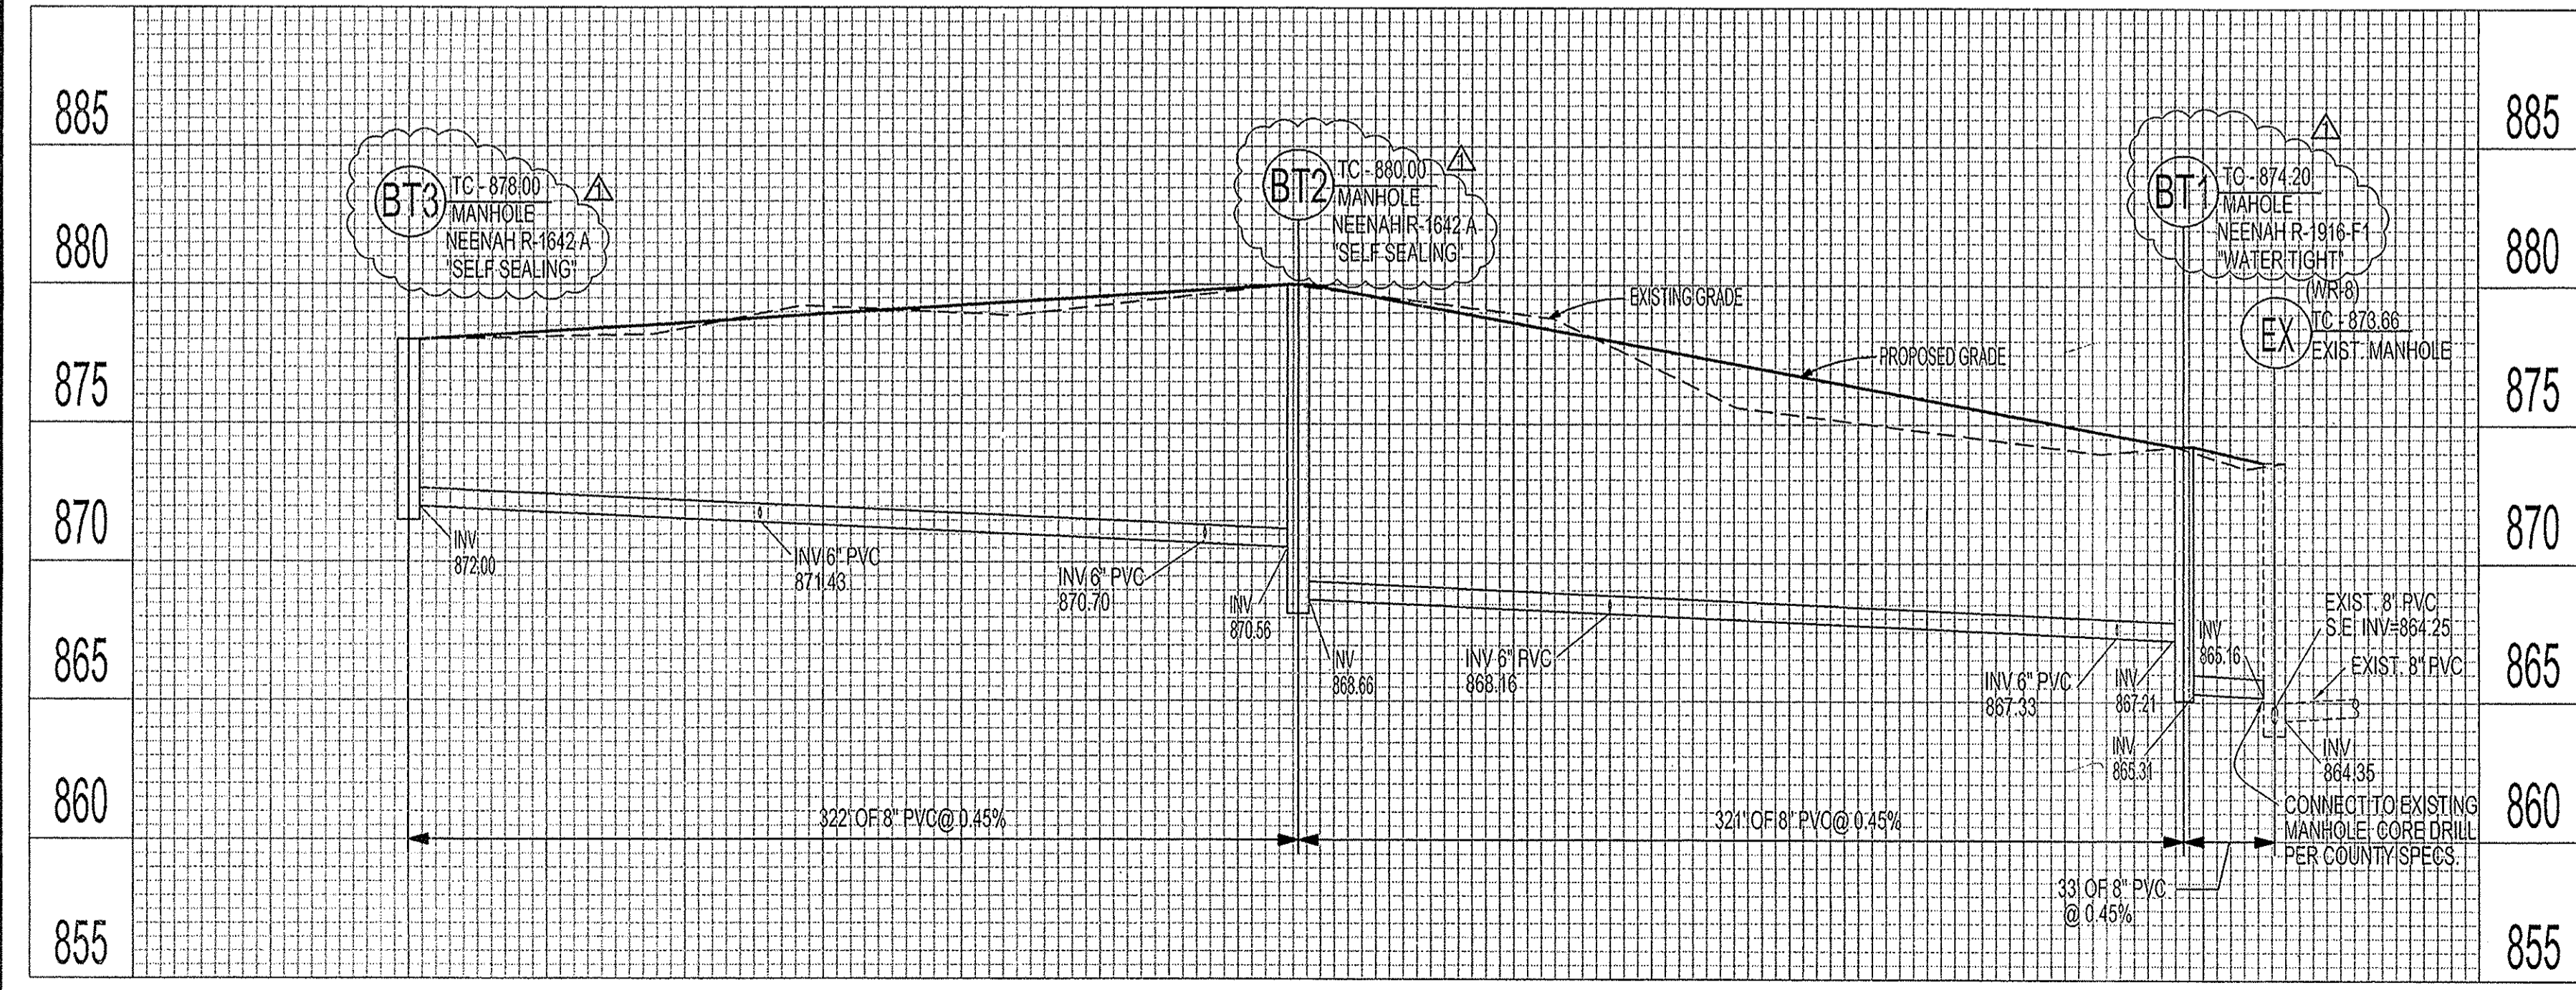 885
880
875
870
865
860
855
BT3
TC - 878.00
MANHOLE
NEENAH R-1642 A
"SELF SEALING"
1
BT2
TC - 880.00
MANHOLE
NEENAH R-1642 A
"SELF SEALING"
1
BT1
TC - 874.20
MAHOLE
NEENAH R-1916-F1
"WATER TIGHT"
1
(WR-8)
EX
TC - 873.66
EXIST. MANHOLE
EXISTING GRADE
PROPOSED GRADE
INV
872.00
INV 6" PVC
871.43
INV 6" PVC
870.70
INV
870.56
INV
868.66
INV 6" PVC
868.16
INV 6" PVC
867.33
INV
867.21
INV
865.16
INV
865.31
EXIST. 8" PVC
S.E. INV=864.25
EXIST. 8" PVC
INV
864.35
CONNECT TO EXISTING
MANHOLE, CORE DRILL
PER COUNTY SPECS.
322' OF 8" PVC @ 0.45%
321' OF 8" PVC @ 0.45%
33' OF 8" PVC
@ 0.45%
885
880
875
870
865
860
855